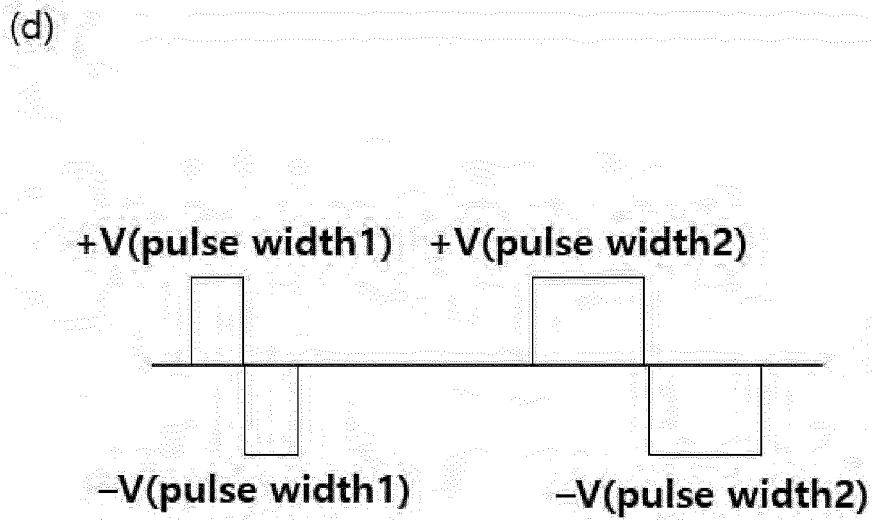 (d)
+V(pulse width1) +V(pulse width2)
–V(pulse width1) –V(pulse width2)